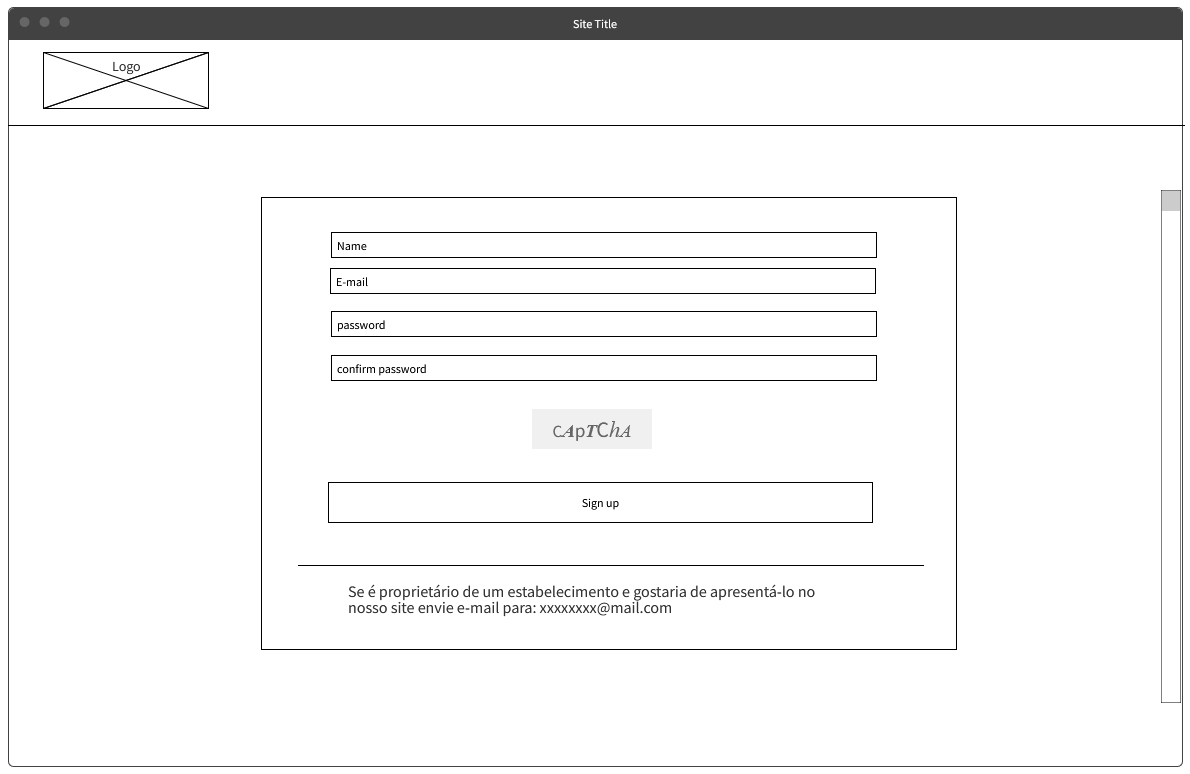 Site Title
Logo
Name
E-mail
password
confirm password
CApTChA
Sign up
Se é proprietário de um estabelecimento e gostaria de apresentá-lo no
nosso site envie e-mail para: xxxxxxxx@mail.com